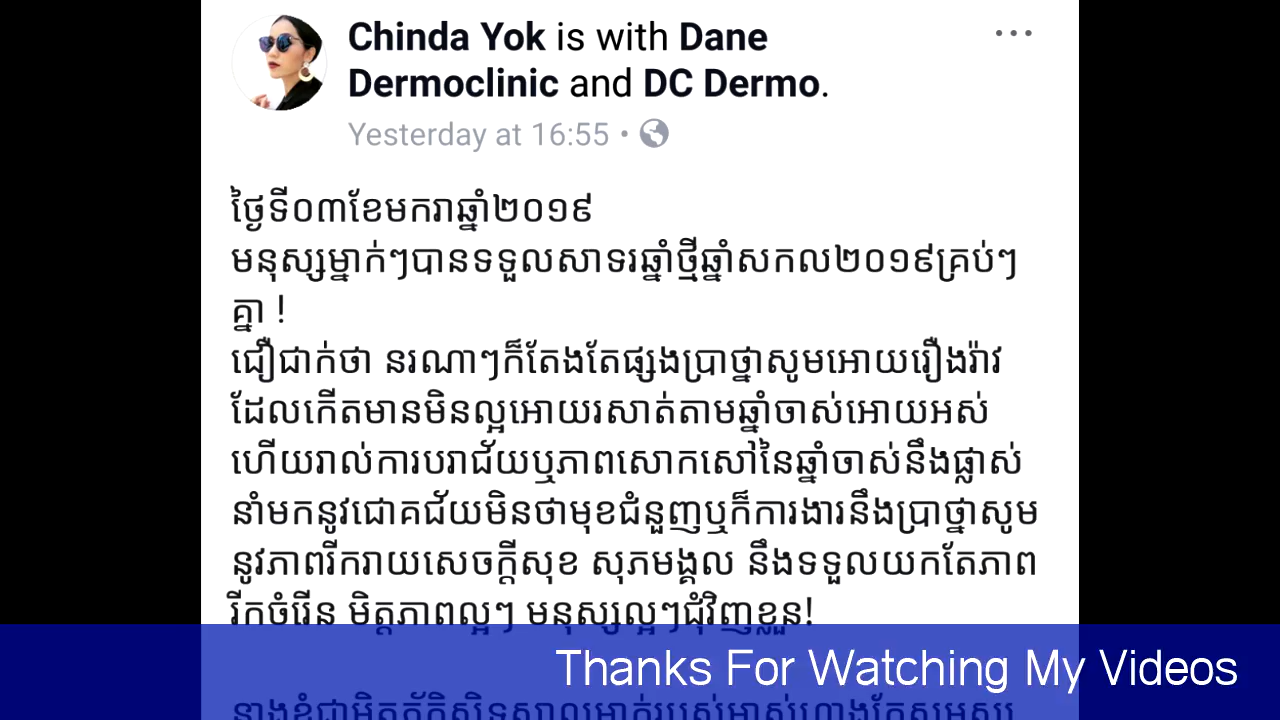 Chinda Yok is with Dane
Dermoclinic and DC Dermo.
Yesterday at 16:55
ថ្ងៃទី០៣ខែមករាឆ្នាំ២០១៩
មនុស្សម្នាក់ៗបានទទួលសាទរឆ្នាំថ្មីឆ្នាំសកល២០១៩គ្រប់ៗ
គ្នា !
ជឿជាក់ថា នរណាៗក៏តែងតែផ្សងប្រាថ្នាសូមអោយរឿងរ៉ាវ
ដែលកើតមានមិនល្អអោយរសាត់តាមឆ្នាំចាស់អោយអស់
ហើយរាល់ការបរាជ័យឬភាពសោកសៅនៃឆ្នាំចាស់នឹងផ្លាស់
នាំមកនូវជោគជ័យមិនថាមុខជំនួញឬក៏ការងារនឹងប្រាថ្នាសូម
នូវភាពរីករាយសេចក្តីសុខ សុភមង្គល នឹងទទួលយកតែភាព
រីកចំរើន មិត្តភាពល្អៗ មនុស្សល្អៗជុំវិញខ្លួន!
Thanks For Watching My Videos